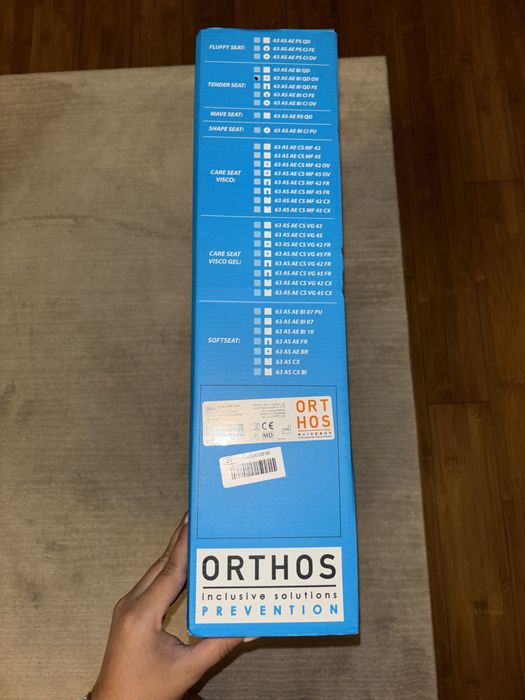 FLUFFY SEAT:
63 AS AE PS QD
63 AS AE PS CI FE
63 AS AE PS CI OV
TENDER SEAT:
63 AS AE BI QD
63 AS AE BI QD OV
63 AS AE BI QD FE
63 AS AE BI CI FE
63 AS AE BI CI OV
WAVE SEAT:
63 AS AE RS QD
SHAPE SEAT:
63 AS AE BI CI PU
CARE SEAT
VISCO:
63 AS AE CS MF 42
63 AS AE CS MF 45
63 AS AE CS MF 42 OV
63 AS AE CS MF 45 OV
63 AS AE CS MF 42 FR
63 AS AE CS MF 45 FR
63 AS AE CS MF 42 CX
63 AS AE CS MF 45 CX
CARE SEAT
VISCO GEL:
63 AS AE CS VG 42
63 AS AE CS VG 45
63 AS AE CS VG 42 FR
63 AS AE CS VG 45 FR
63 AS AE CS VG 42 FR
63 AS AE CS VG 45 FR
63 AS AE CS VG 42 CX
63 AS AE CS VG 45 CX
SOFTSEAT:
63 AS AE BI 07 PU
63 AS AE BI 07
63 AS AE BI 10
63 AS AE FR
63 AS AE BR
63 AS CX
63 AS CX BI
CE
MD
ORT
HOS
european
inclusive solutions
ORTHOS
inclusive solutions
PREVENTION